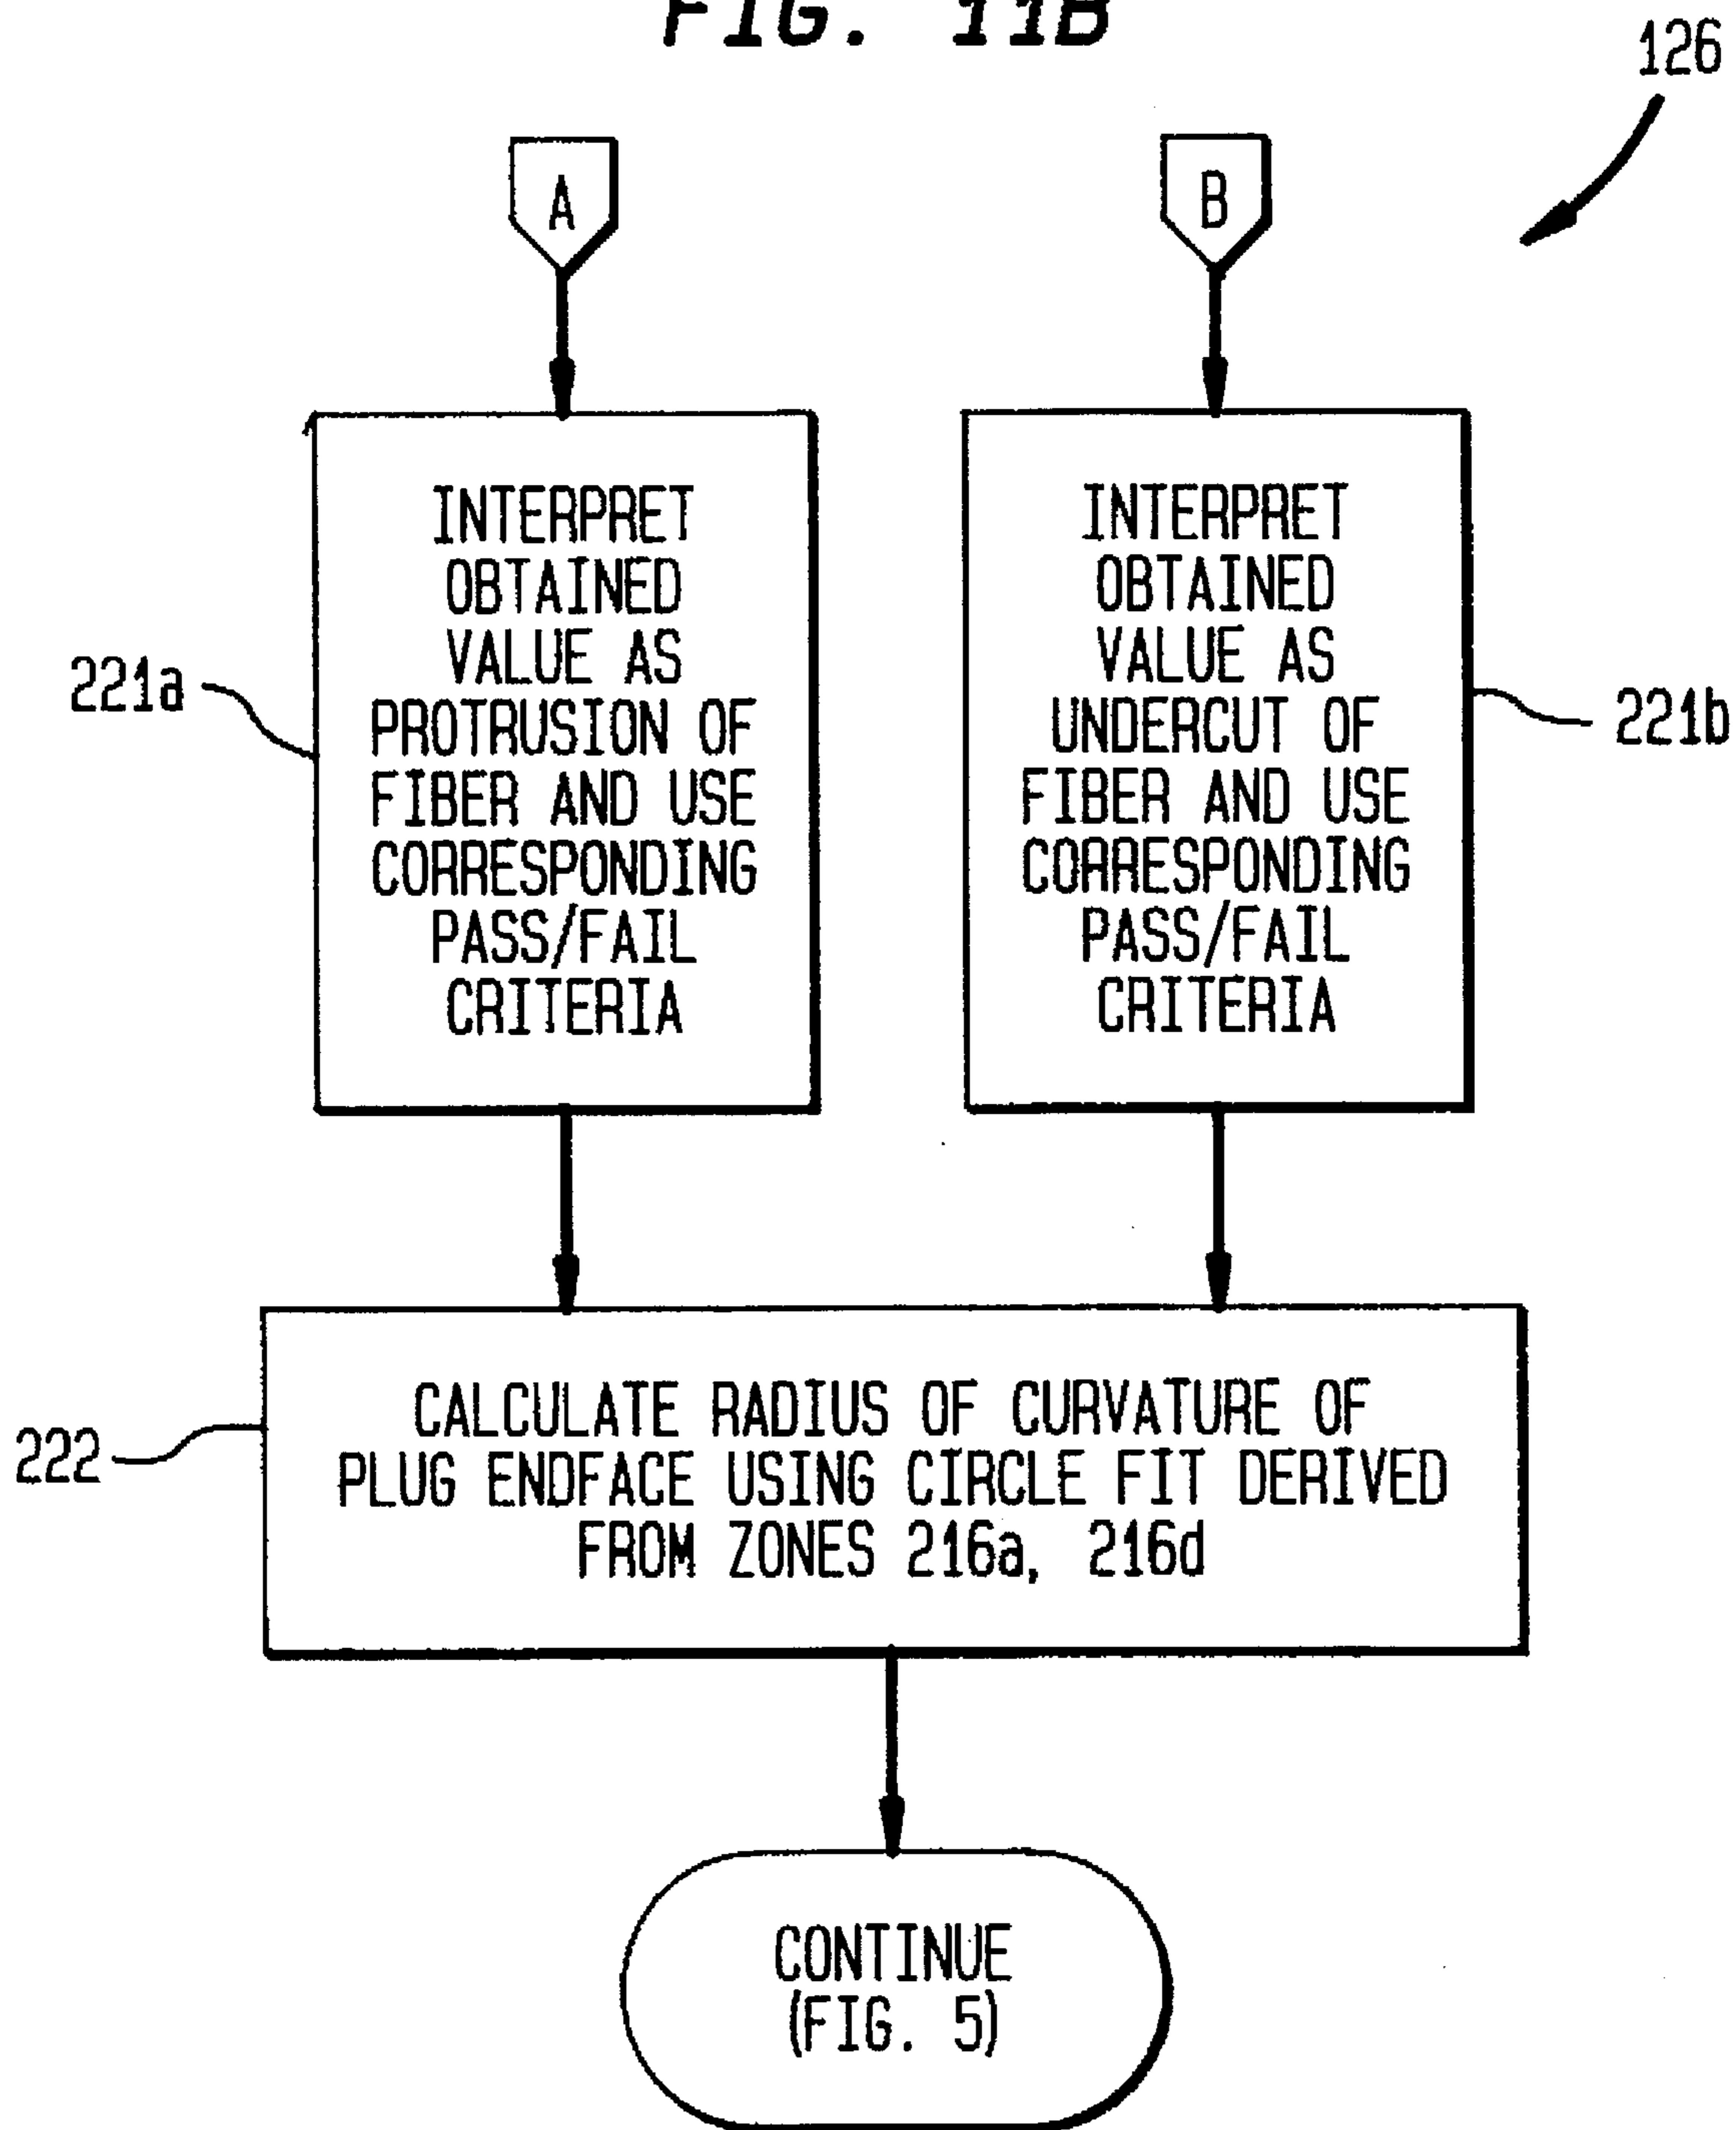 FIG. 11B
126
A
B
INTERPRET
OBTAINED
VALUE AS
PROTRUSION OF
FIBER AND USE
CORRESPONDING
PASS/FAIL
CRITERIA
221a
INTERPRET
OBTAINED
VALUE AS
UNDERCUT OF
FIBER AND USE
CORRESPONDING
PASS/FAIL
CRITERIA
221b
CALCULATE RADIUS OF CURVATURE OF
PLUG ENDFACE USING CIRCLE FIT DERIVED
FROM ZONES 216a, 216d
222
CONTINUE
(FIG. 5)